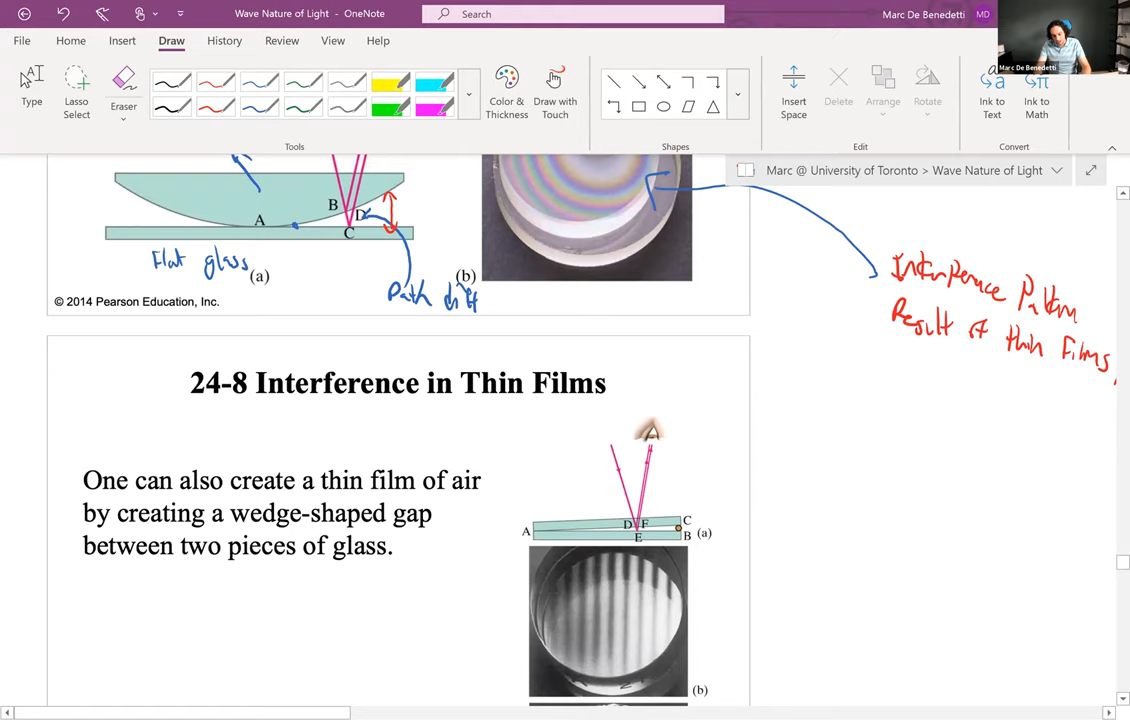 Wave Nature of Light - OneNote
Search
Marc De Benedetti
MD
File
Home
Insert
Draw
History
Review
View
Help
Marc De Benedetti
Type
Lasso
Select
Eraser
Color &
Thickness
Draw with
Touch
Insert
Space
Delete
Arrange
Rotate
Ink to
Text
Ink to
Math
Tools
Shapes
Edit
Convert
Marc @ University of Toronto > Wave Nature of Light
B
A
D
C
Flat glass
(a)
Path diff
(b)
Interference Pattern
Result of thin films,
© 2014 Pearson Education, Inc.
24-8 Interference in Thin Films
One can also create a thin film of air
by creating a wedge-shaped gap
between two pieces of glass.
A
D F
C
E
B
(a)
(b)